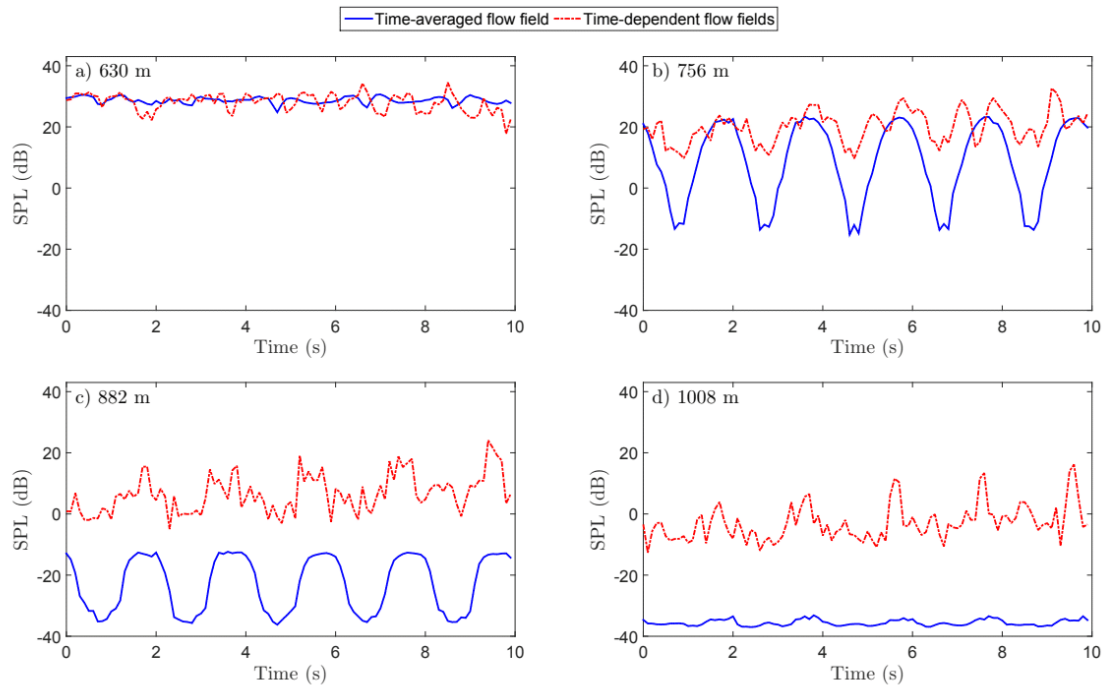 Time-averaged flow field Time-dependent flow fields
a) 630 m
40
20
0
-20
-40
SPL (dB)
0 2 4 6 8 10
Time (s)
b) 756 m
40
20
0
-20
-40
SPL (dB)
0 2 4 6 8 10
Time (s)
c) 882 m
40
20
0
-20
-40
SPL (dB)
0 2 4 6 8 10
Time (s)
d) 1008 m
40
20
0
-20
-40
SPL (dB)
0 2 4 6 8 10
Time (s)